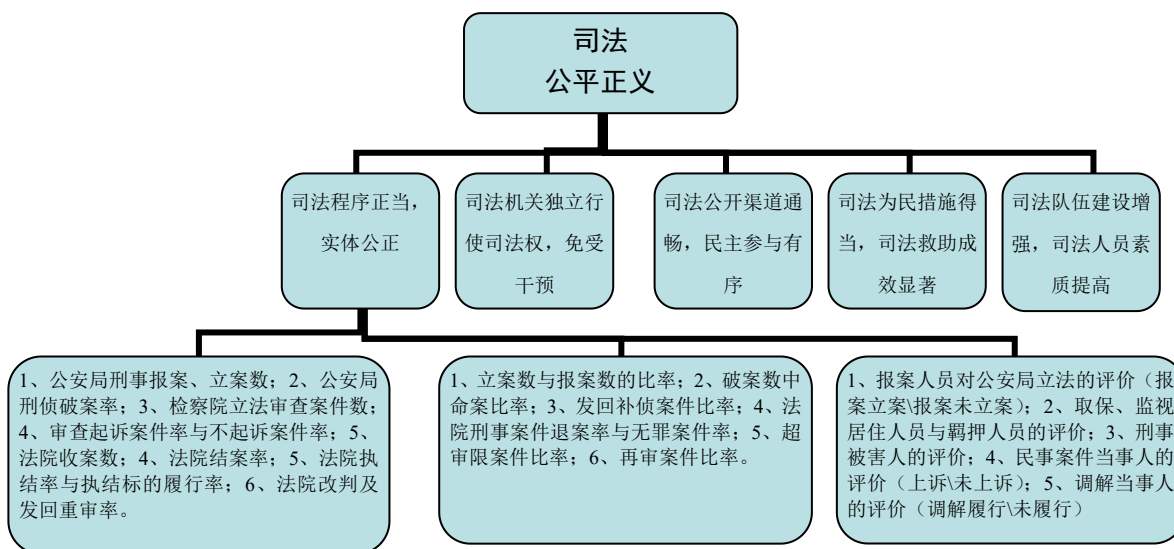 司法
公平正义
司法程序正当，
实体公正
司法机关独立行
使司法权，免受
干预
司法公开渠道通
畅，民主参与有
序
司法为民措施得
当，司法救助成
效显著
司法队伍建设增
强，司法人员素
质提高
1、公安局刑事报案、立案数；2、公安局
刑侦破案率；3、检察院立法审查案件数；
4、审查起诉案件率与不起诉案件率；5、
法院收案数；4、法院结案率；5、法院执
结率与执结标的履行率；6、法院改判及
发回重审率。
1、立案数与报案数的比率；2、破案数中
命案比率；3、发回补侦案件比率；4、法
院刑事案件退案率与无罪案件率；5、超
审限案件比率；6、再审案件比率。
1、报案人员对公安局立法的评价（报
案立案\报案未立案）；2、取保、监视
居住人员与羁押人员的评价；3、刑事
被害人的评价；4、民事案件当事人的
评价（上诉\未上诉）；5、调解当事人
的评价（调解履行\未履行）